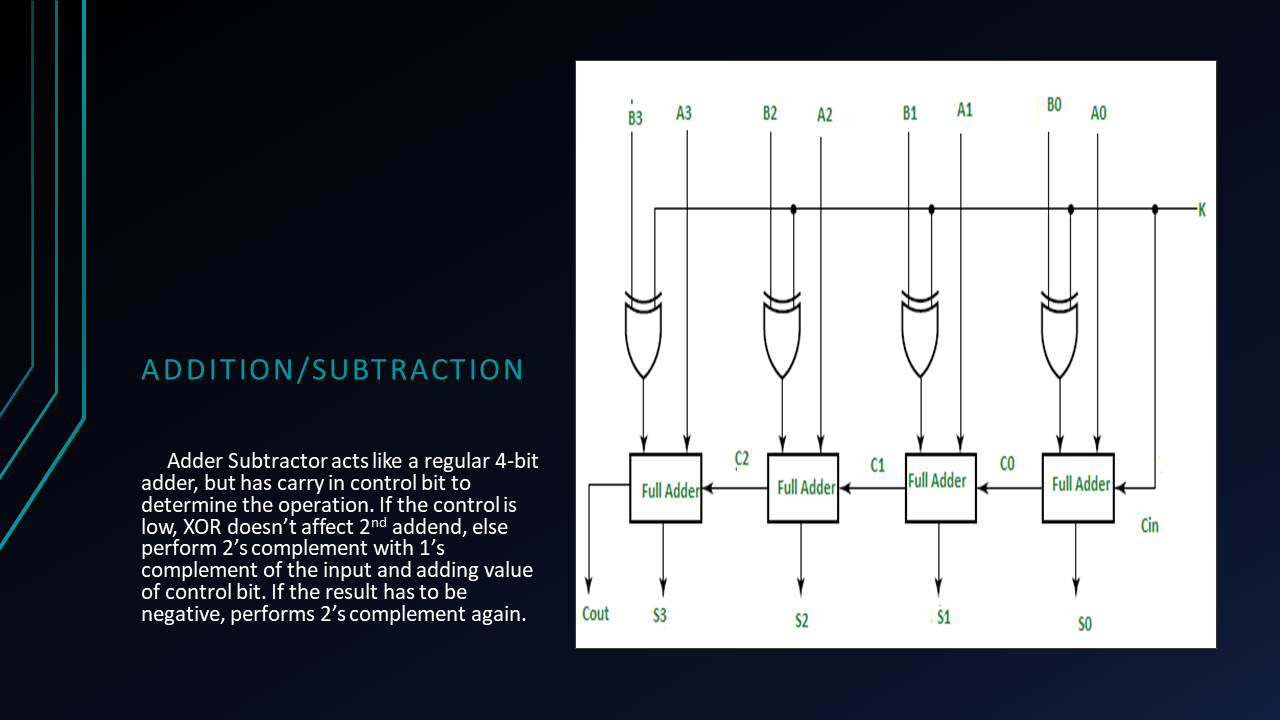 ADDITION/SUBTRACTION
Adder Subtractor acts like a regular 4-bit
adder, but has carry in control bit to
determine the operation. If the control is
low, XOR doesn't affect 2nd addend, else
perform 2's complement with 1's
complement of the input and adding value
of control bit. If the result has to be
negative, performs 2's complement again.
B3 A3 B2 A2 B1 A1 B0 A0
K
C2 C1 C0
Full Adder Full Adder Full Adder Full Adder
Cin
Cout S3 S2 S1 S0